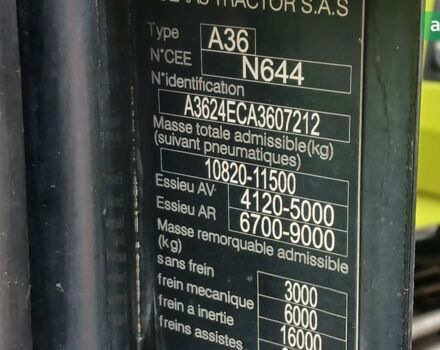 TRACTOR S.A.S
Type A36
N°CEE N644
N°identification
A3624ECA3607212
Masse totale admissible(kg)
(suivant pneumatiques)
10820-11500
Essieu AV 4120-5000
Essieu AR 6700-9000
Masse remorquable admissible
(kg)
sans frein 3000
frein mecanique 6000
frein a inertie 16000
freins assistes